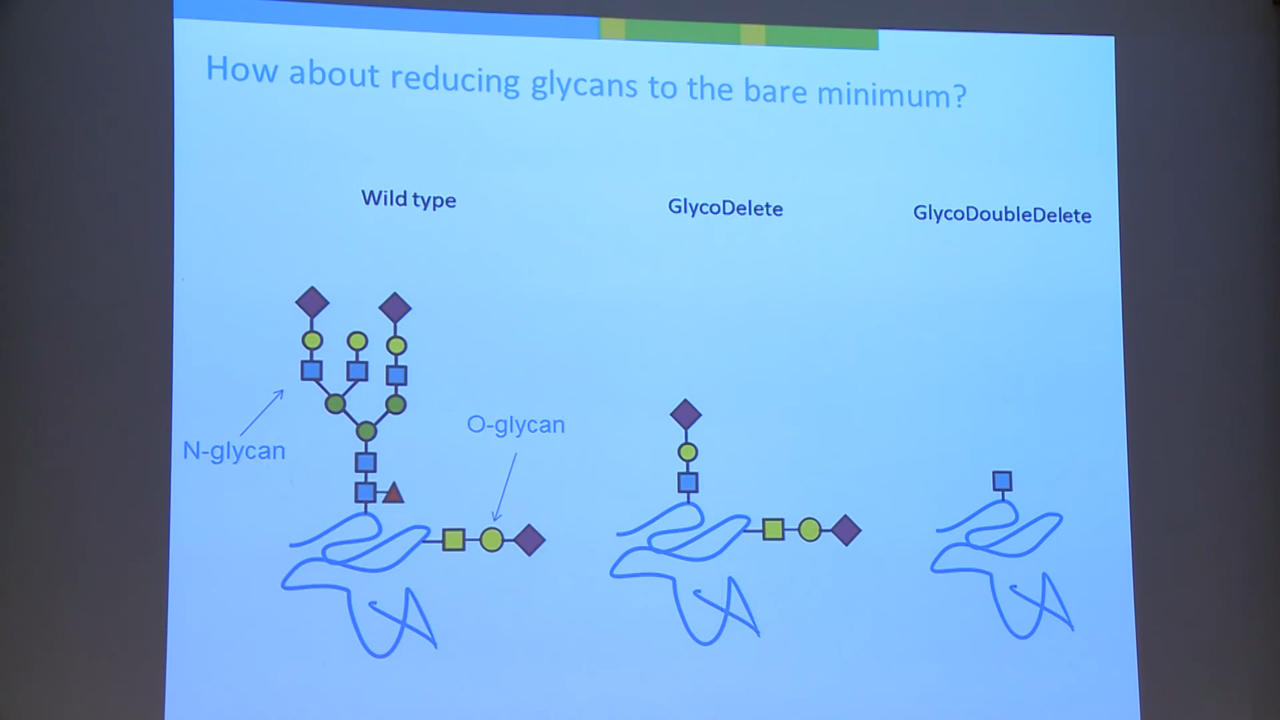 How about reducing glycans to the bare minimum?
Wild type
GlycoDelete
GlycoDoubleDelete
N-glycan
O-glycan